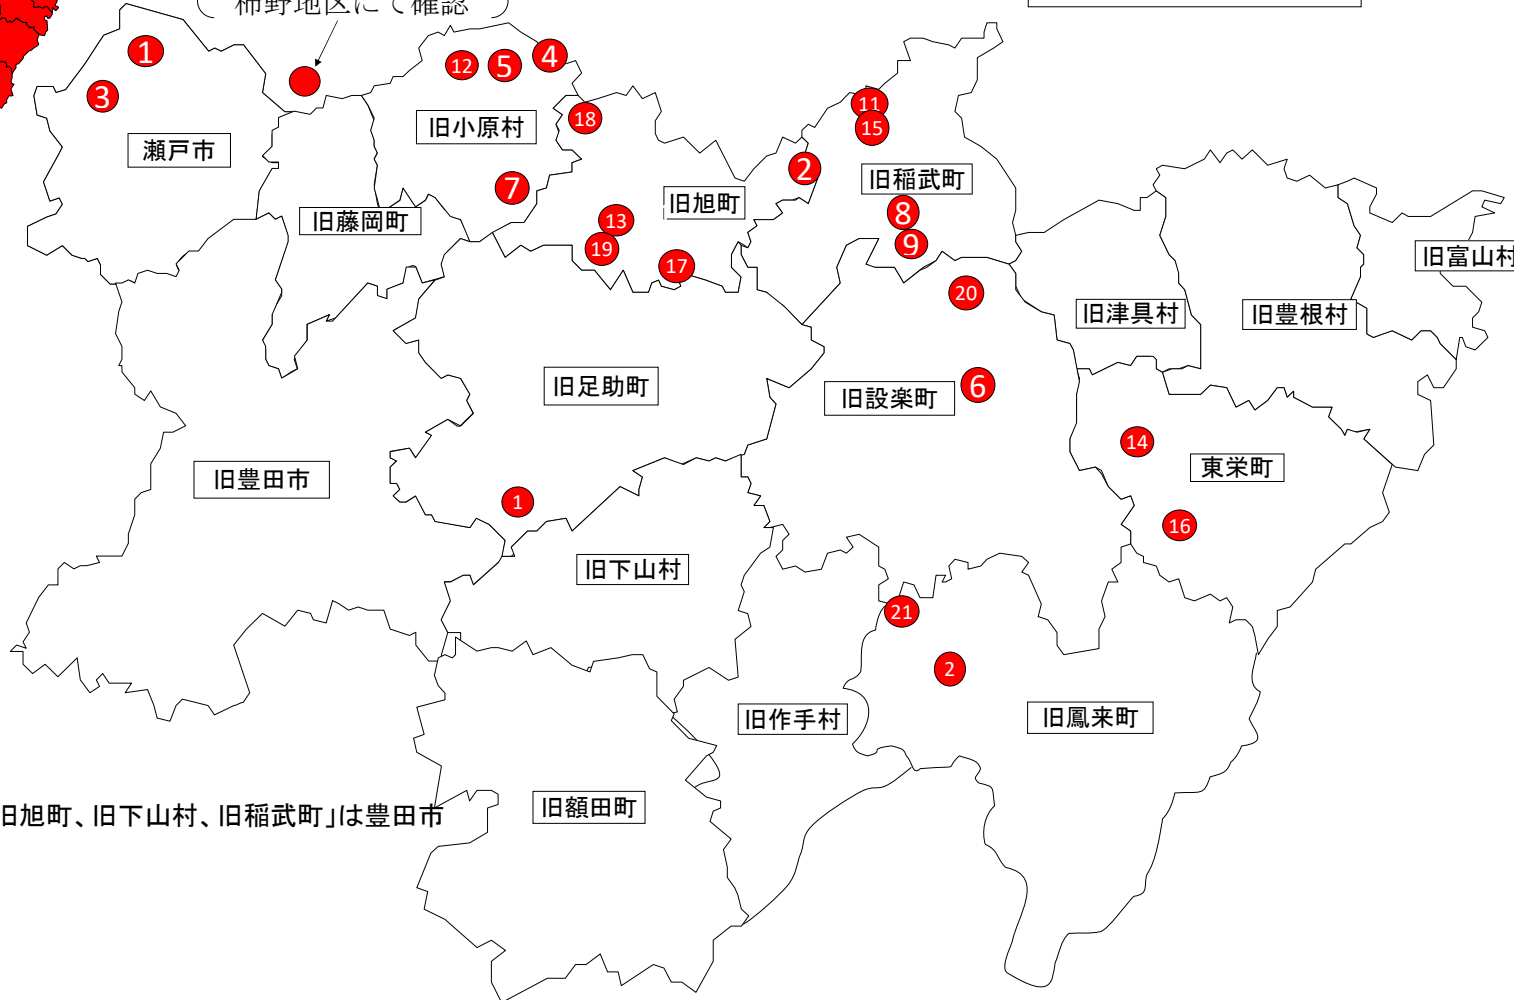 柿野地区にて確認
1
3
瀬戸市
12
5
4
旧小原村
18
7
旧藤岡町
旧旭町
13
19
17
11
15
2
旧稲武町
8
9
20
旧津具村
旧豊根村
旧富山村
旧足助町
旧設楽町
6
14
東栄町
16
旧豊田市
1
旧下山村
21
2
旧作手村
旧鳳来町
旧額田町
旧旭町、旧下山村、旧稲武町」は豊田市